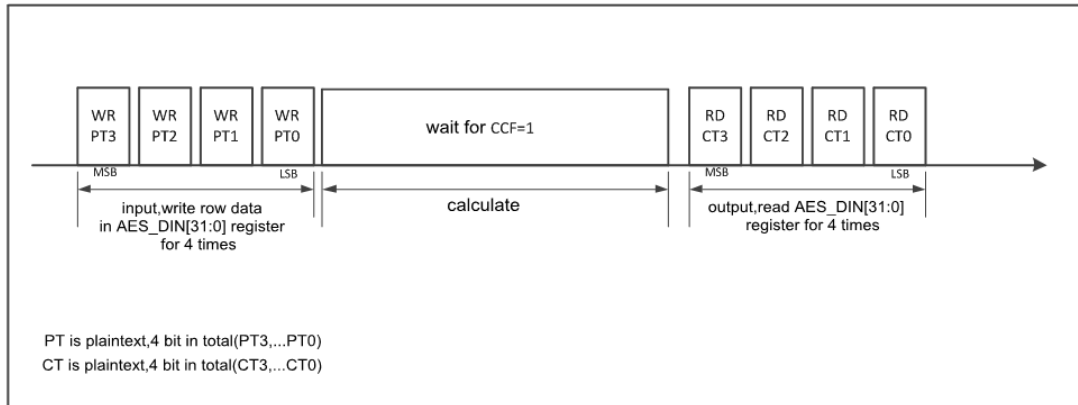 WR PT3
WR PT2
WR PT1
WR PT0
wait for CCF=1
RD CT3
RD CT2
RD CT1
RD CT0
MSB
LSB
MSB
LSB
input,write row data
in AES_DIN[31:0] register
for 4 times
calculate
output,read AES_DIN[31:0]
register for 4 times
PT is plaintext,4 bit in total(PT3,...PT0)
CT is plaintext,4 bit in total(CT3,...CT0)